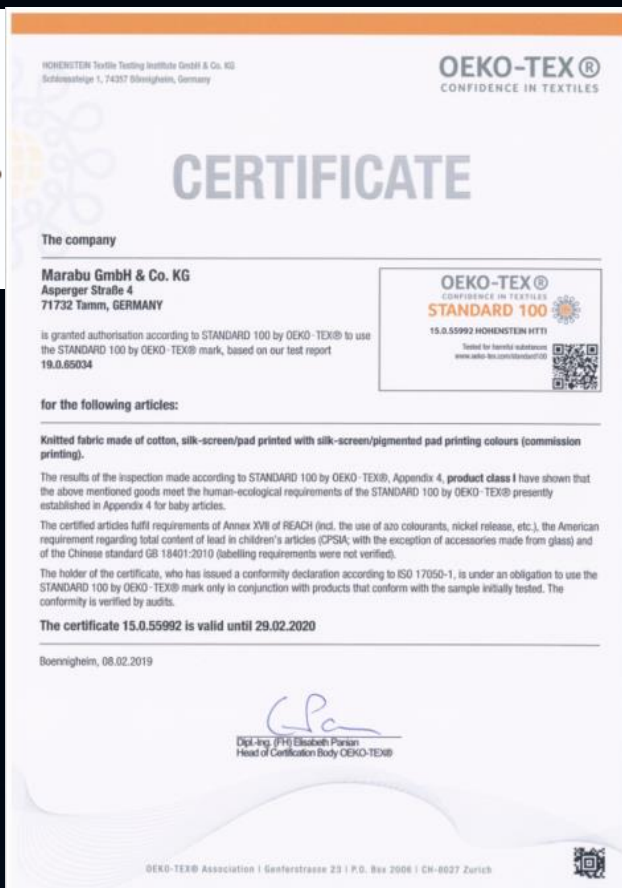 HOHENSTEIN Textile Testing Institute GmbH & Co. KG
Schlosssteige 1, 74357 Bönnigheim, Germany
OEKO-TEX®
CONFIDENCE IN TEXTILES
CERTIFICATE
The company
Marabu GmbH & Co. KG
Asperger Straße 4
71732 Tamm, GERMANY
is granted authorisation according to STANDARD 100 by OEKO-TEX® to use
the STANDARD 100 by OEKO-TEX® mark, based on our test report
19.0.65034
OEKO-TEX®
CONFIDENCE IN TEXTILES
STANDARD 100
15.0.55992 HOHENSTEIN HTTI
Tested for harmful substances
www.oeko-tex.com/standard100
for the following articles:
Knitted fabric made of cotton, silk-screen/pad printed with silk-screen/pigmented pad printing colours (commission
printing).
The results of the inspection made according to STANDARD 100 by OEKO-TEX®, Appendix 4, product class I have shown that
the above mentioned goods meet the human-ecological requirements of the STANDARD 100 by OEKO-TEX® presently
established in Appendix 4 for baby articles.
The certified articles fulfil requirements of Annex XVII of REACH (incl. the use of azo colourants, nickel release, etc.), the American
requirement regarding total content of lead in children's articles (CPSIA; with the exception of accessories made from glass) and
of the Chinese standard GB 18401:2010 (labelling requirements were not verified).
The holder of the certificate, who has issued a conformity declaration according to ISO 17050-1, is under an obligation to use the
STANDARD 100 by OEKO-TEX® mark only in conjunction with products that conform with the sample initially tested. The
conformity is verified by audits.
The certificate 15.0.55992 is valid until 29.02.2020
Boennigheim, 08.02.2019
Dipl.-Ing. (FH) Elisabeth Panian
Head of Certification Body OEKO-TEX®
OEKO-TEX® Association | Genferstrasse 23 | P.O. Box 2006 | CH-8027 Zurich